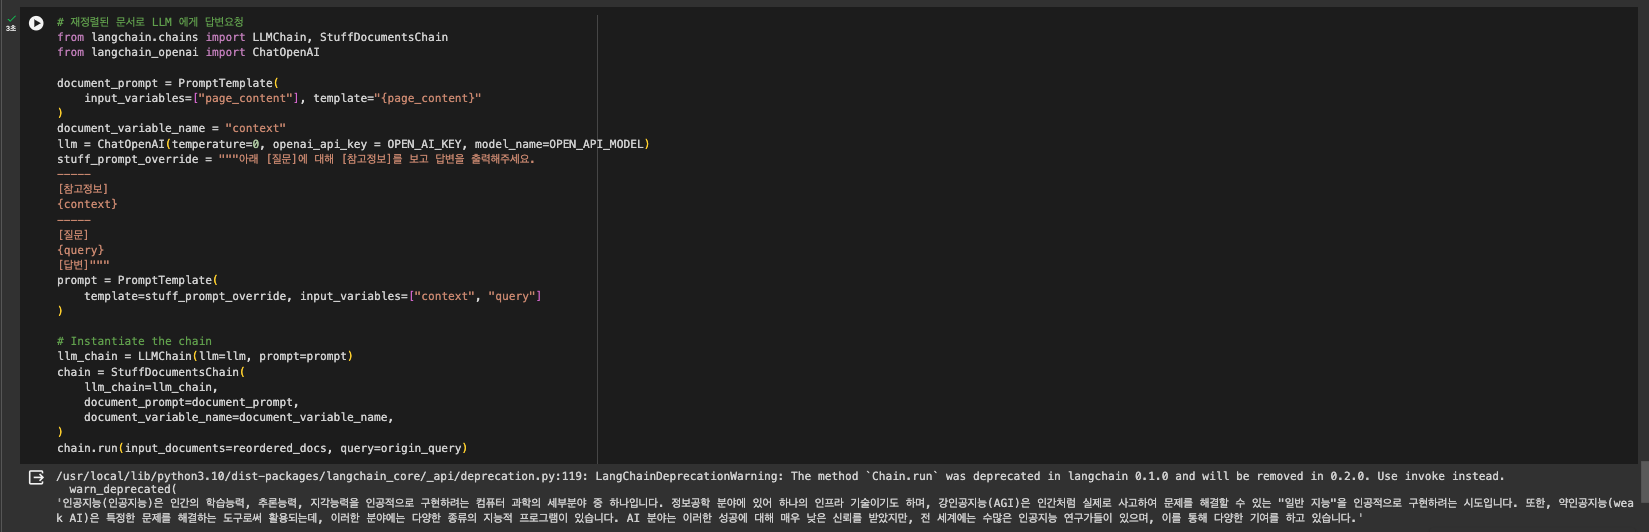 3초
# 재정렬된 문서로 LLM 에게 답변요청
from langchain.chains import LLMChain, StuffDocumentsChain
from langchain_openai import ChatOpenAI
document_prompt = PromptTemplate(
    input_variables=["page_content"], template="{page_content}"
)
document_variable_name = "context"
llm = ChatOpenAI(temperature=0, openai_api_key = OPEN_AI_KEY, model_name=OPEN_API_MODEL)
stuff_prompt_override = """아래 [질문]에 대해 [참고정보]를 보고 답변을 출력해주세요.
-----
[참고정보]
{context}
-----
[질문]
{query}
[답변]"""
prompt = PromptTemplate(
    template=stuff_prompt_override, input_variables=["context", "query"]
)
# Instantiate the chain
llm_chain = LLMChain(llm=llm, prompt=prompt)
chain = StuffDocumentsChain(
    llm_chain=llm_chain,
    document_prompt=document_prompt,
    document_variable_name=document_variable_name,
)
chain.run(input_documents=reordered_docs, query=origin_query)
/usr/local/lib/python3.10/dist-packages/langchain_core/_api/deprecation.py:119: LangChainDeprecationWarning: The method `Chain.run` was deprecated in langchain 0.1.0 and will be removed in 0.2.0. Use invoke instead.
  warn_deprecated(
'인공지능(인공지능)은 인간의 학습능력, 추론능력, 지각능력을 인공적으로 구현하려는 컴퓨터 과학의 세부분야 중 하나입니다. 정보공학 분야에 있어 하나의 인프라 기술이기도 하며, 강인공지능(AGI)은 인간처럼 실제로 사고하여 문제를 해결할 수 있는 "일반 지능"을 인공적으로 구현하려는 시도입니다. 또한, 약인공지능(wea
k AI)은 특정한 문제를 해결하는 도구로써 활용되는데, 이러한 분야에는 다양한 종류의 지능적 프로그램이 있습니다. AI 분야는 이러한 성공에 대해 매우 낮은 신뢰를 받았지만, 전 세계에는 수많은 인공지능 연구가들이 있으며, 이를 통해 다양한 기여를 하고 있습니다.'